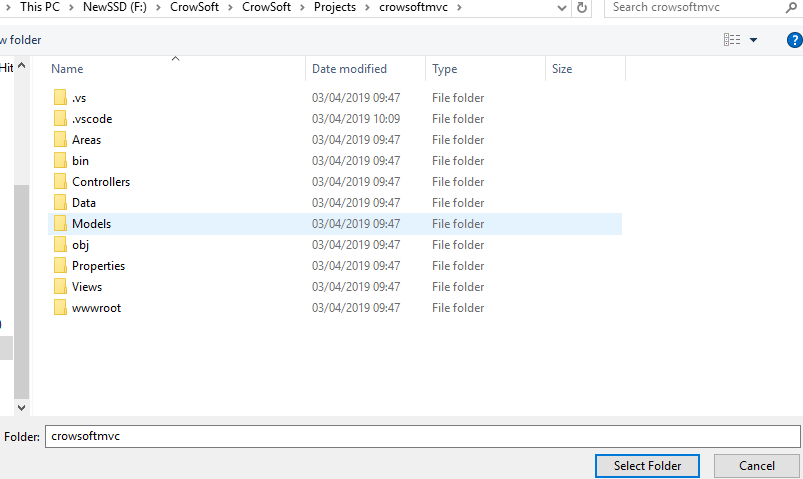 This PC > NewSSD (F:) > CrowSoft > CrowSoft > Projects > crowsoftmvc > Search crowsoftmvc
w folder ?
Hit Name Date modified Type Size
.vs 03/04/2019 09:47 File folder
.vscode 03/04/2019 10:09 File folder
Areas 03/04/2019 09:47 File folder
bin 03/04/2019 09:47 File folder
Controllers 03/04/2019 09:47 File folder
Data 03/04/2019 09:47 File folder
Models 03/04/2019 09:47 File folder
obj 03/04/2019 09:47 File folder
Properties 03/04/2019 09:47 File folder
Views 03/04/2019 09:47 File folder
wwwroot 03/04/2019 09:47 File folder
)
Folder: crowsoftmvc
Select Folder Cancel